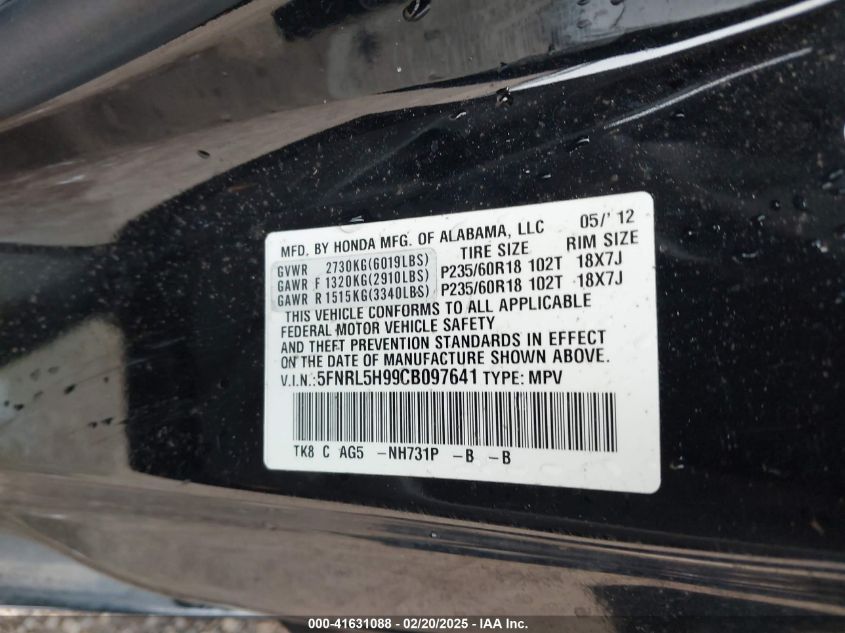 MFD. BY HONDA MFG. OF ALABAMA, LLC 05/' 12
TIRE SIZE RIM SIZE
GVWR 2730KG(6019LBS)
GAWR F 1320KG(2910LBS) P235/60R18 102T 18X7J
GAWR R 1515KG(3340LBS) P235/60R18 102T 18X7J
THIS VEHICLE CONFORMS TO ALL APPLICABLE
FEDERAL MOTOR VEHICLE SAFETY
AND THEFT PREVENTION STANDARDS IN EFFECT
ON THE DATE OF MANUFACTURE SHOWN ABOVE.
V.I.N.:5FNRL5H99CB097641 TYPE: MPV
TK8 C AG5 -NH731P -B -B
000-41631088 - 02/20/2025 - IAA Inc.